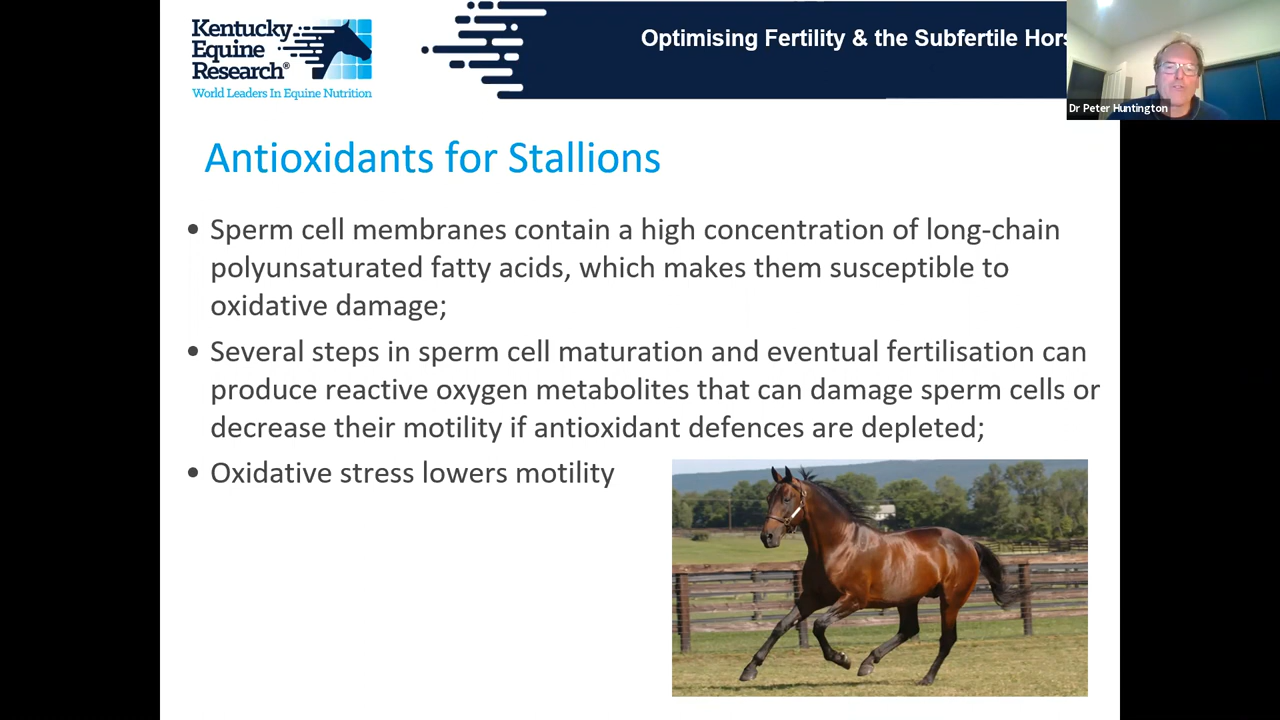 Kentucky
Equine
Research®
World Leaders In Equine Nutrition
Optimising Fertility & the Subfertile Hors
Dr Peter Huntington
Antioxidants for Stallions
• Sperm cell membranes contain a high concentration of long-chain
polyunsaturated fatty acids, which makes them susceptible to
oxidative damage;
• Several steps in sperm cell maturation and eventual fertilisation can
produce reactive oxygen metabolites that can damage sperm cells or
decrease their motility if antioxidant defences are depleted;
• Oxidative stress lowers motility